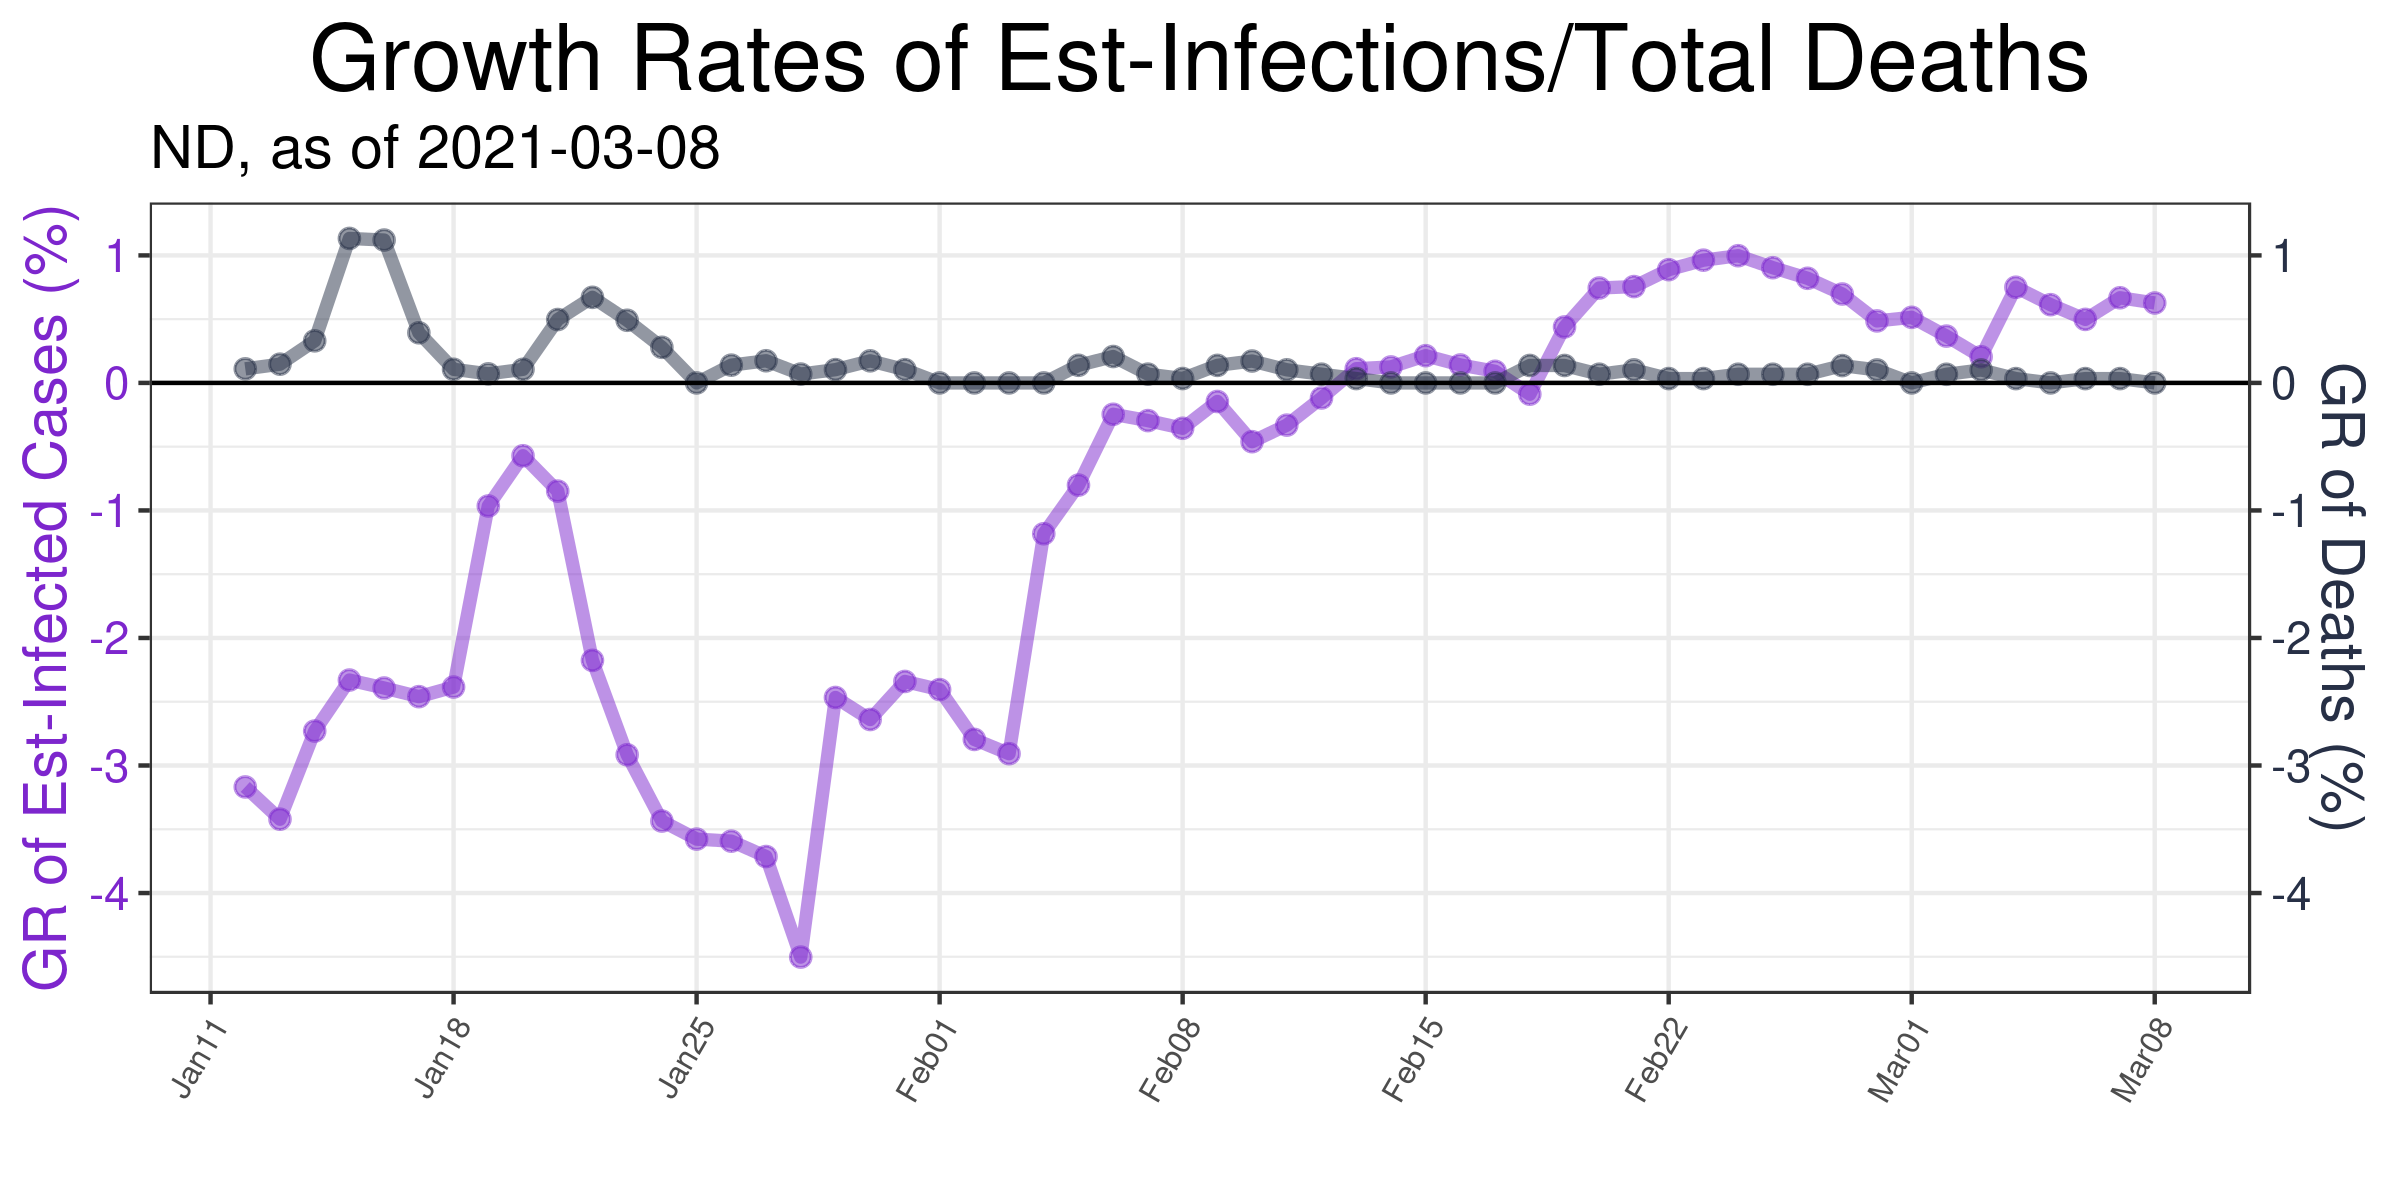 Growth Rates of Est-Infections/Total Deaths
ND, as of 2021-03-08
GR of Est-Infected Cases (%)
1
0
-1
-2
-3
-4
1
0
-1
-2
-3
-4
GR of Deaths (%)
Jan11 Jan18 Jan25 Feb01 Feb08 Feb15 Feb22 Mar01 Mar08